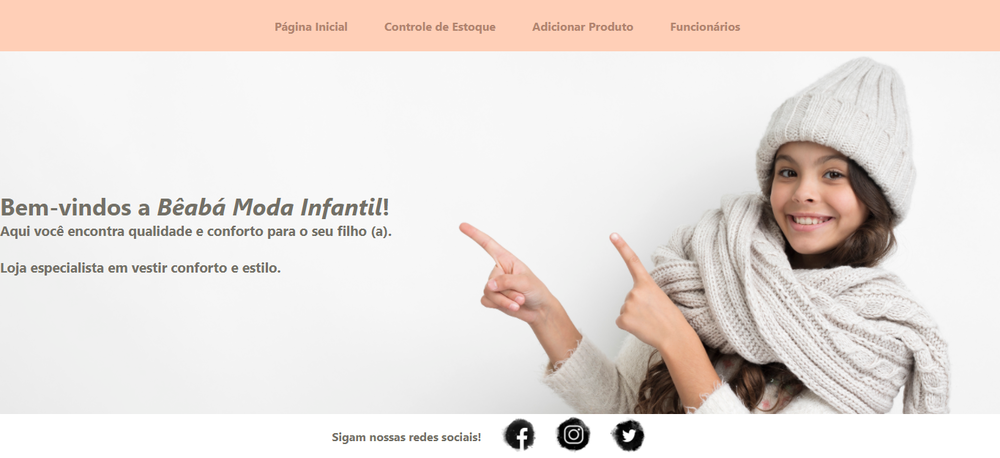 Página Inicial Controle de Estoque Adicionar Produto Funcionários
Bem-vindos a Bêabá Moda Infantil!
Aqui você encontra qualidade e conforto para o seu filho (a).
Loja especialista em vestir conforto e estilo.
Sigam nossas redes sociais!